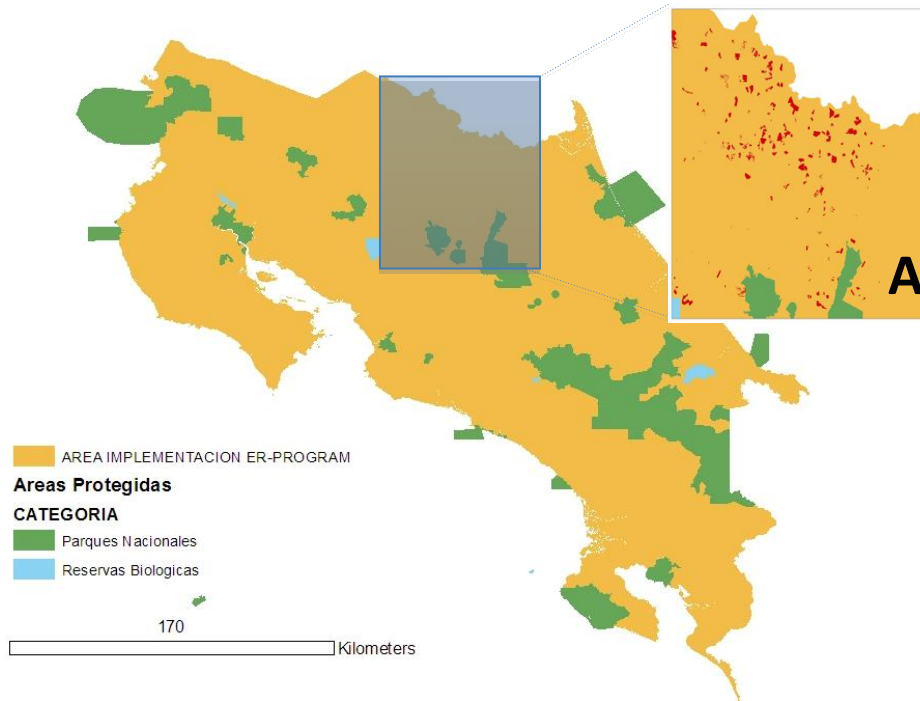 A
AREA IMPLEMENTACION ER-PROGRAM
Areas Protegidas
CATEGORIA
Parques Nacionales
Reservas Biologicas
170
Kilometers